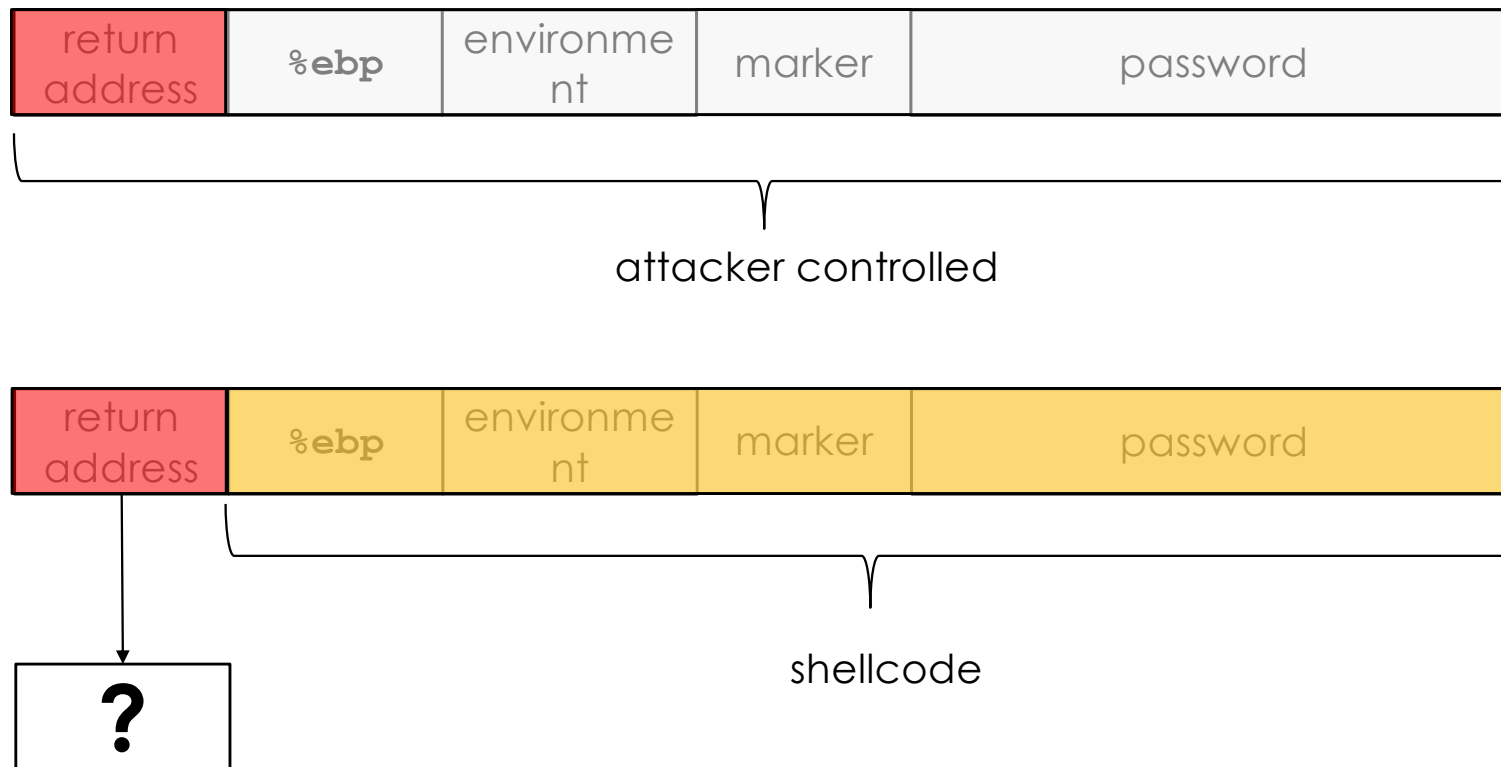 return
address
%ebp
environme
nt
marker
password
attacker controlled
return
address
%ebp
environme
nt
marker
password
shellcode
?